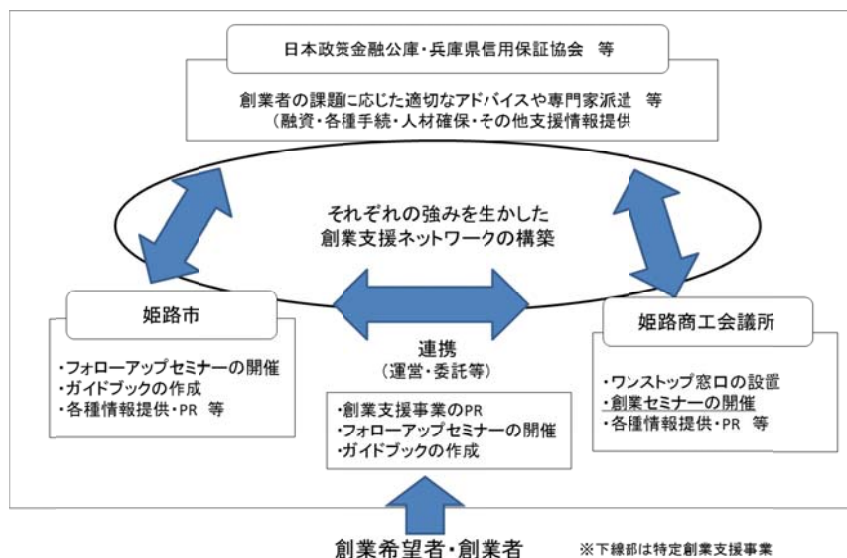 日本政策金融公庫・兵庫県信用保証協会 等
創業者の課題に応じた適切なアドバイスや専門家派遣 等
（融資・各種手続・人材確保・その他支援情報提供
それぞれの強みを生かした
創業支援ネットワークの構築
姫路市
・フォローアップセミナーの開催
・ガイドブックの作成
・各種情報提供・PR 等
連携
（運営・委託等）
・創業支援事業のPR
・フォローアップセミナーの開催
・ガイドブックの作成
姫路商工会議所
・ワンストップ窓口の設置
・創業セミナーの開催
・各種情報提供・PR 等
創業希望者・創業者
※下線部は特定創業支援事業